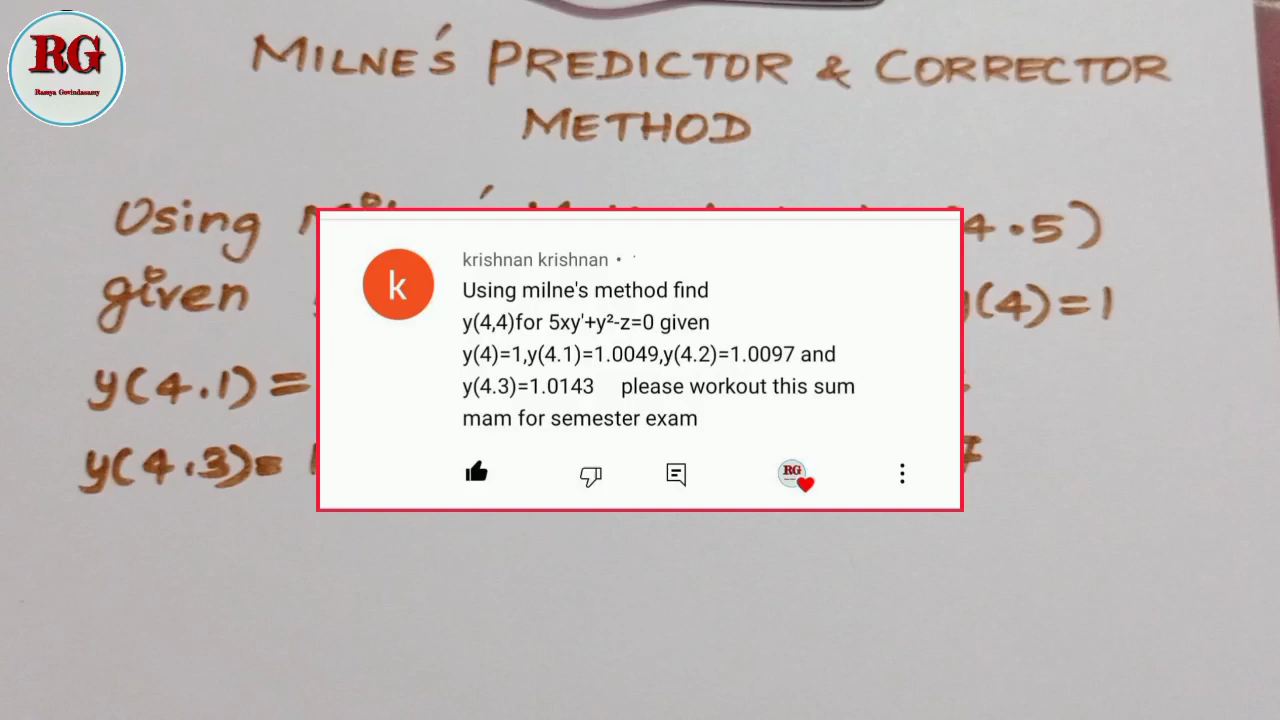 RG
Ramya Govindasamy
MILNE'S PREDICTOR & CORRECTOR
METHOD
Using
4.5)
given
y(4)=1
y(4.1)=
y(4.3)=
krishnan krishnan •
Using milne's method find
y(4,4)for 5xy'+y²-z=0 given
y(4)=1,y(4.1)=1.0049,y(4.2)=1.0097 and
y(4.3)=1.0143 please workout this sum
mam for semester exam
RG